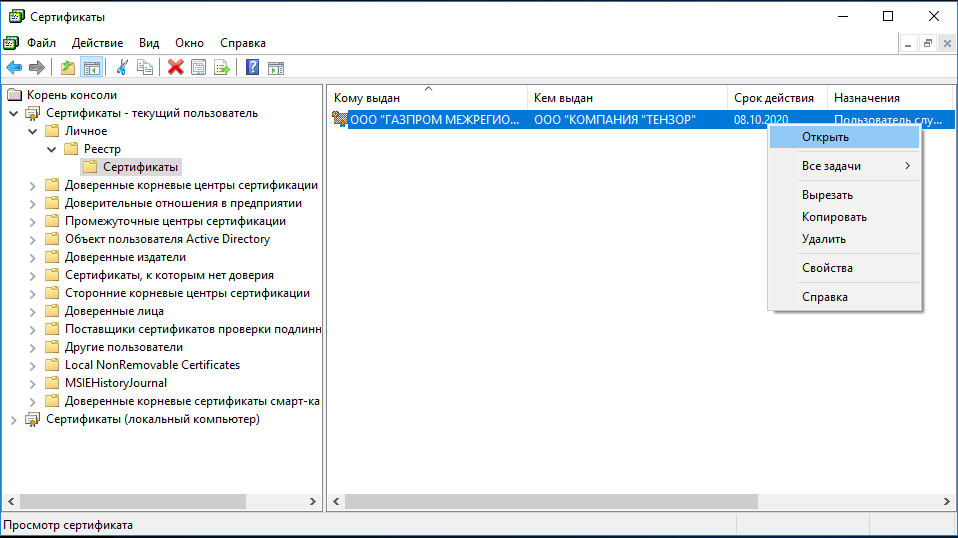 Сертификаты
Файл Действие Вид Окно Справка
Корень консоли
Сертификаты - текущий пользователь
Личное
Реестр
Сертификаты
Доверенные корневые центры сертификации
Доверительные отношения в предприятии
Промежуточные центры сертификации
Объект пользователя Active Directory
Доверенные издатели
Сертификаты, к которым нет доверия
Сторонние корневые центры сертификации
Доверенные лица
Поставщики сертификатов проверки подлинн
Другие пользователи
Local NonRemovable Certificates
MSIEHistoryJournal
Доверенные корневые сертификаты смарт-ка
Сертификаты (локальный компьютер)
Кому выдан Кем выдан Срок действия Назначения
ООО "ГАЗПРОМ МЕЖРЕГИО... ООО "КОМПАНИЯ "ТЕНЗОР" 08.10.2020 Пользователь слу...
Открыть
Все задачи
Вырезать
Копировать
Удалить
Свойства
Справка
Просмотр сертификата